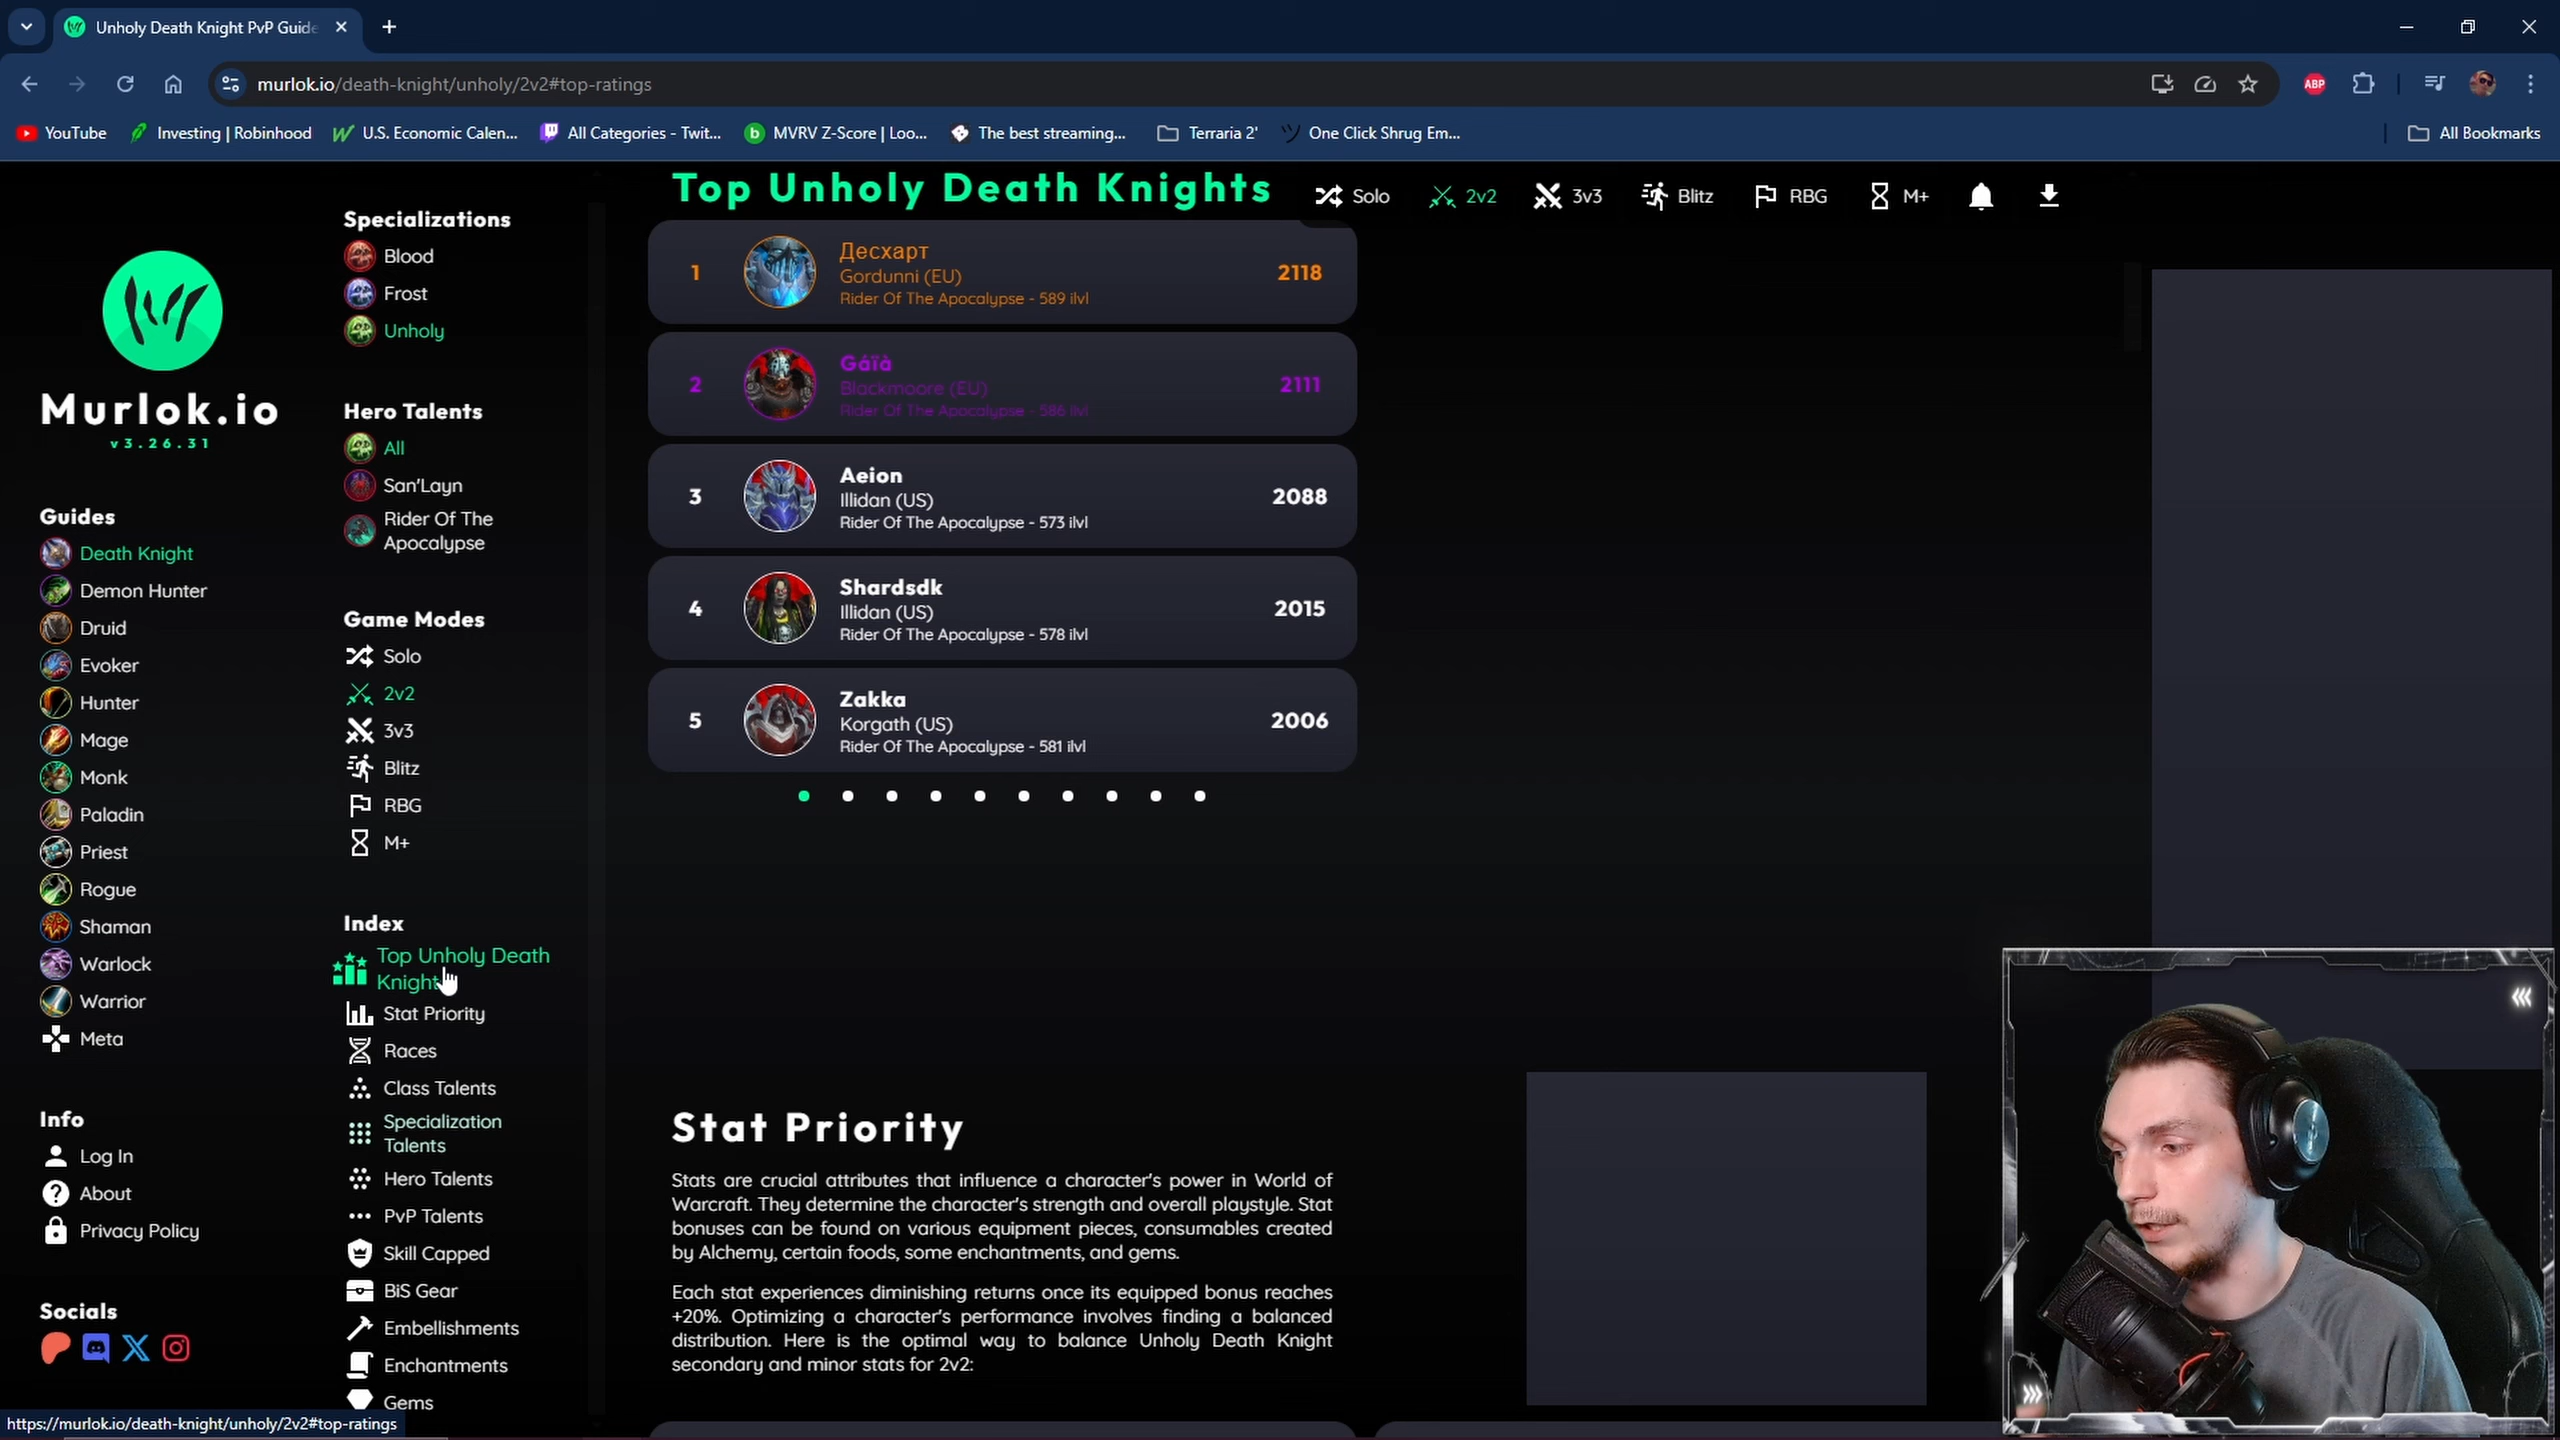 Unholy Death Knight PvP Guide
murlok.io/death-knight/unholy/2v2#top-ratings
ABP
YouTube
Investing | Robinhood
U.S. Economic Calen...
All Categories - Twit...
MVRV Z-Score | Loo...
The best streaming...
Terraria 2'
One Click Shrug Em...
All Bookmarks
Murlok.io
v3.26.31
Guides
Death Knight
Demon Hunter
Druid
Evoker
Hunter
Mage
Monk
Paladin
Priest
Rogue
Shaman
Warlock
Warrior
Meta
Info
Log In
About
Privacy Policy
Socials
Specializations
Blood
Frost
Unholy
Hero Talents
All
San'Layn
Rider Of The
Apocalypse
Game Modes
Solo
2v2
3v3
Blitz
RBG
M+
Index
Top Unholy Death
Knight
Stat Priority
Races
Class Talents
Specialization
Talents
Hero Talents
PvP Talents
Skill Capped
BiS Gear
Embellishments
Enchantments
Gems
Top Unholy Death Knights
Solo
2v2
3v3
Blitz
RBG
M+
1
Десхарт
Gordunni (EU)
Rider Of The Apocalypse - 589 ilvl
2118
2
Gáïà
Blackmoore (EU)
Rider Of The Apocalypse - 586 ilvl
2111
3
Aeion
Illidan (US)
Rider Of The Apocalypse - 573 ilvl
2088
4
Shardsdk
Illidan (US)
Rider Of The Apocalypse - 578 ilvl
2015
5
Zakka
Korgath (US)
Rider Of The Apocalypse - 581 ilvl
2006
Stat Priority
Stats are crucial attributes that influence a character's power in World of
Warcraft. They determine the character's strength and overall playstyle. Stat
bonuses can be found on various equipment pieces, consumables created
by Alchemy, certain foods, some enchantments, and gems.
Each stat experiences diminishing returns once its equipped bonus reaches
+20%. Optimizing a character's performance involves finding a balanced
distribution. Here is the optimal way to balance Unholy Death Knight
secondary and minor stats for 2v2:
https://murlok.io/death-knight/unholy/2v2#top-ratings